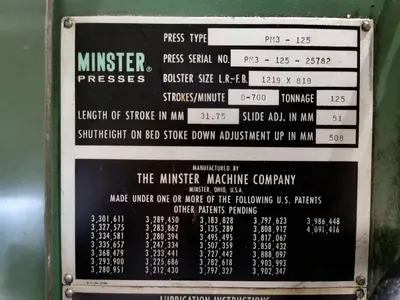 MINSTER®
PRESSES
PRESS TYPE PM3 - 125
PRESS SERIAL NO. PM3 - 125 - 25782
BOLSTER SIZE L.R.-F.B. 1219 X 819
STROKES/MINUTE 0-700 TONNAGE 125
LENGTH OF STROKE IN MM 31.75 SLIDE ADJ. IN MM 51
SHUTHEIGHT ON BED STOKE DOWN ADJUSTMENT UP IN MM 508
MANUFACTURED BY
THE MINSTER MACHINE COMPANY
MINSTER, OHIO, U.S.A.
MADE UNDER ONE OR MORE OF THE FOLLOWING U.S. PATENTS
OTHER PATENTS PENDING
3,301,611 3,289,450 3,183,828 3,797,623 3,986,448
3,327,575 3,283,862 3,135,289 3,808,912 4,091,416
3,334,581 3,280,394 3,495,495 3,817,067
3,335,657 3,247,334 3,507,359 3,858,432
3,368,479 3,233,441 3,727,742 3,888,097
3,293,900 3,225,686 3,782,618 3,903,993
3,280,951 3,212,430 3,797,327 3,902,347
LUBRICATION INSTRUCTIONS